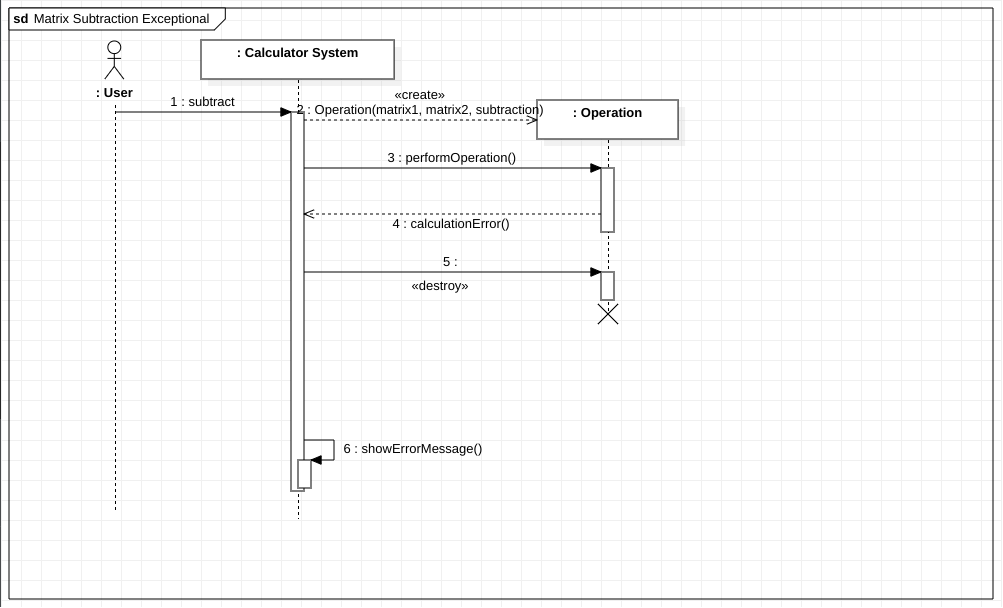 sd Matrix Subtraction Exceptional
: Calculator System
: User
«create»
1 : subtract
2 : Operation(matrix1, matrix2, subtraction)
: Operation
3 : performOperation()
4 : calculationError()
5 :
«destroy»
6 : showErrorMessage()